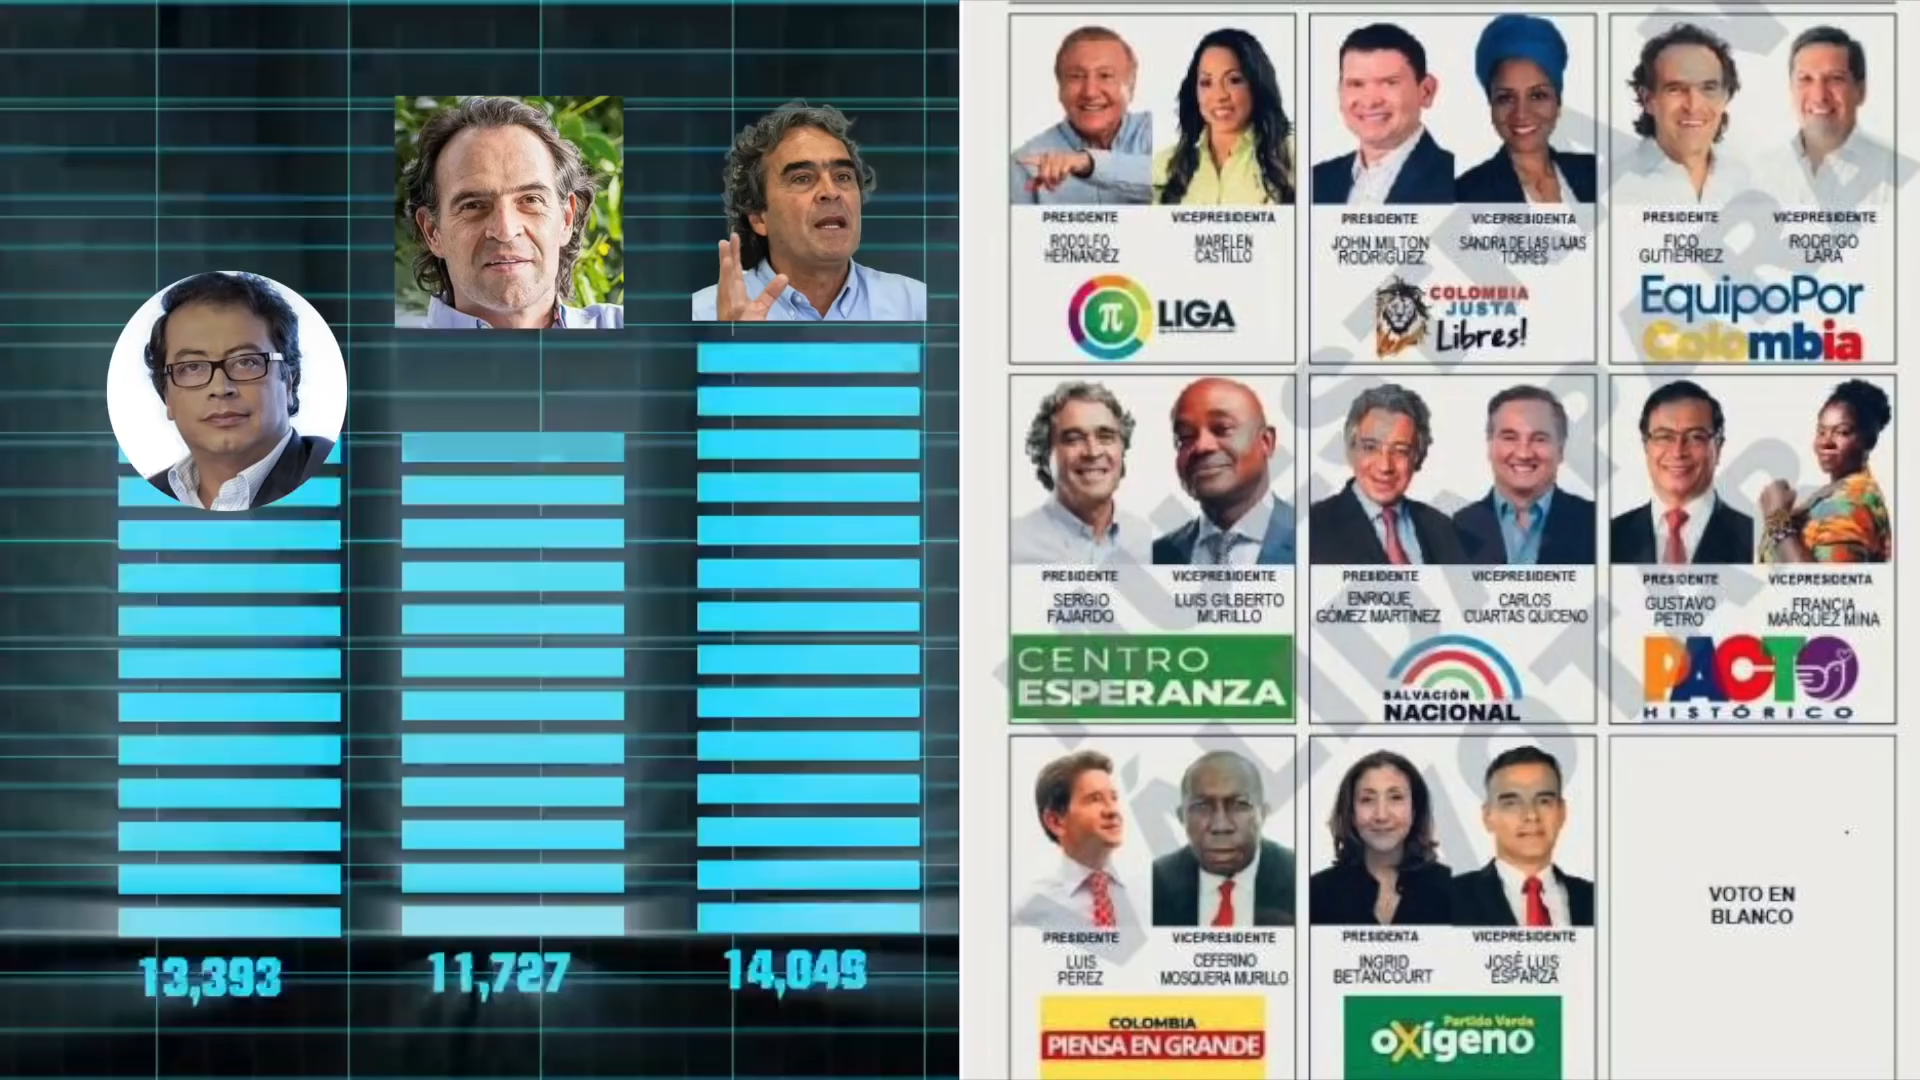 13,393
11,727
14,049
PRESIDENTE
VICEPRESIDENTA
RODOLFO
HERNÁNDEZ
MARELEN
CASTILLO
π LIGA
PRESIDENTE
VICEPRESIDENTA
JOHN MILTON
RODRÍGUEZ
SANDRA DE LAS LAJAS
TORRES
COLOMBIA
JUSTA
Libres!
PRESIDENTE
VICEPRESIDENTE
FICO
GUTIÉRREZ
RODRIGO
LARA
EquipoPor
Colombia
PRESIDENTE
VICEPRESIDENTE
SERGIO
FAJARDO
LUIS GILBERTO
MURILLO
CENTRO
ESPERANZA
PRESIDENTE
VICEPRESIDENTE
ENRIQUE
GÓMEZ MARTÍNEZ
CARLOS
CUARTAS QUICENO
SALVACIÓN
NACIONAL
PRESIDENTE
VICEPRESIDENTA
GUSTAVO
PETRO
FRANCIA
MÁRQUEZ MINA
PACTO
HISTÓRICO
PRESIDENTE
VICEPRESIDENTE
LUIS
PÉREZ
CEFERINO
MOSQUERA MURILLO
COLOMBIA
PIENSA EN GRANDE
PRESIDENTA
VICEPRESIDENTE
INGRID
BETANCOURT
JOSÉ LUIS
ESPARZA
Partido Verde
oxígeno
VOTO EN
BLANCO